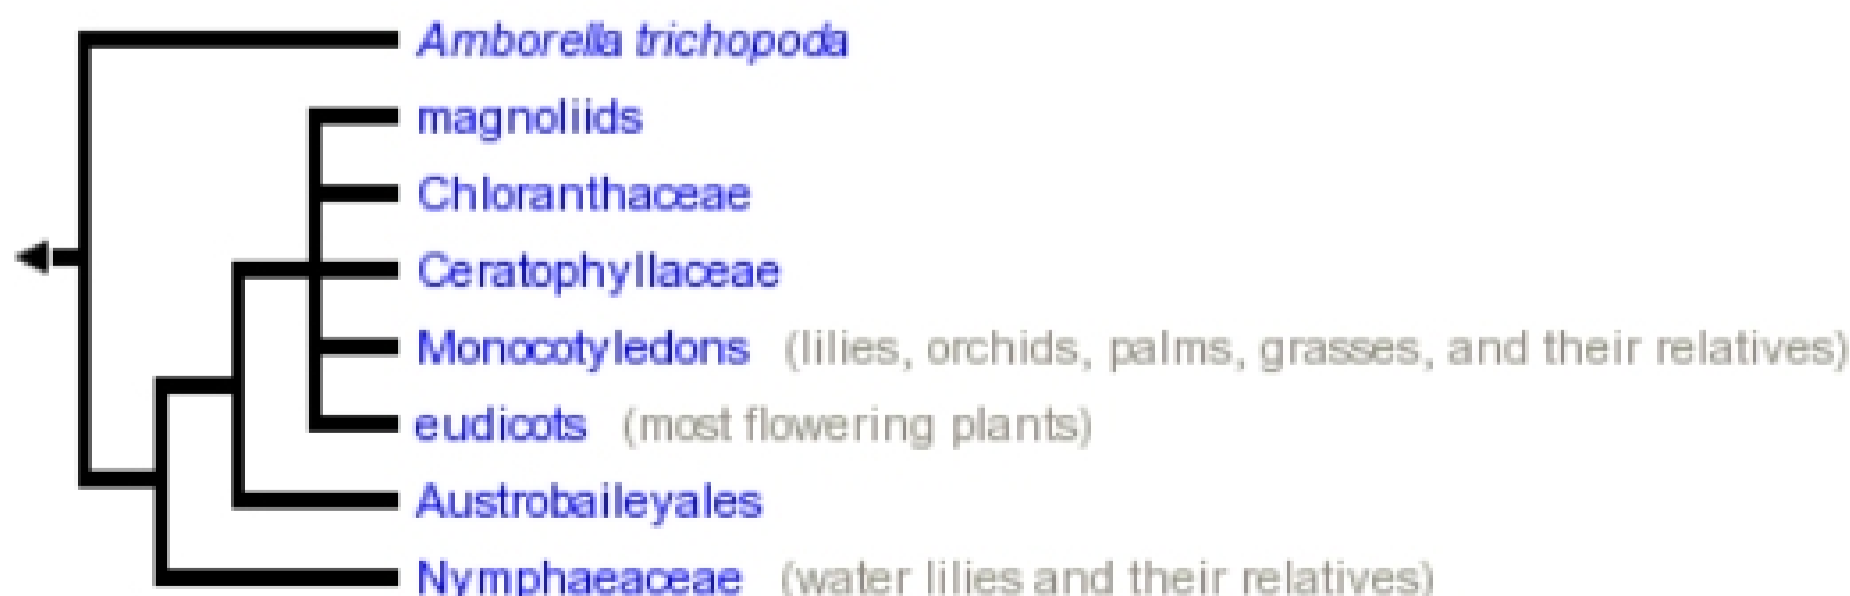 Amborella trichopoda
magnoliids
Chloranthaceae
Ceratophyllaceae
Monocotyledons (lilies, orchids, palms, grasses, and their relatives)
eudicots (most flowering plants)
Austrobaileyales
Nymphaeaceae (water lilies and their relatives)